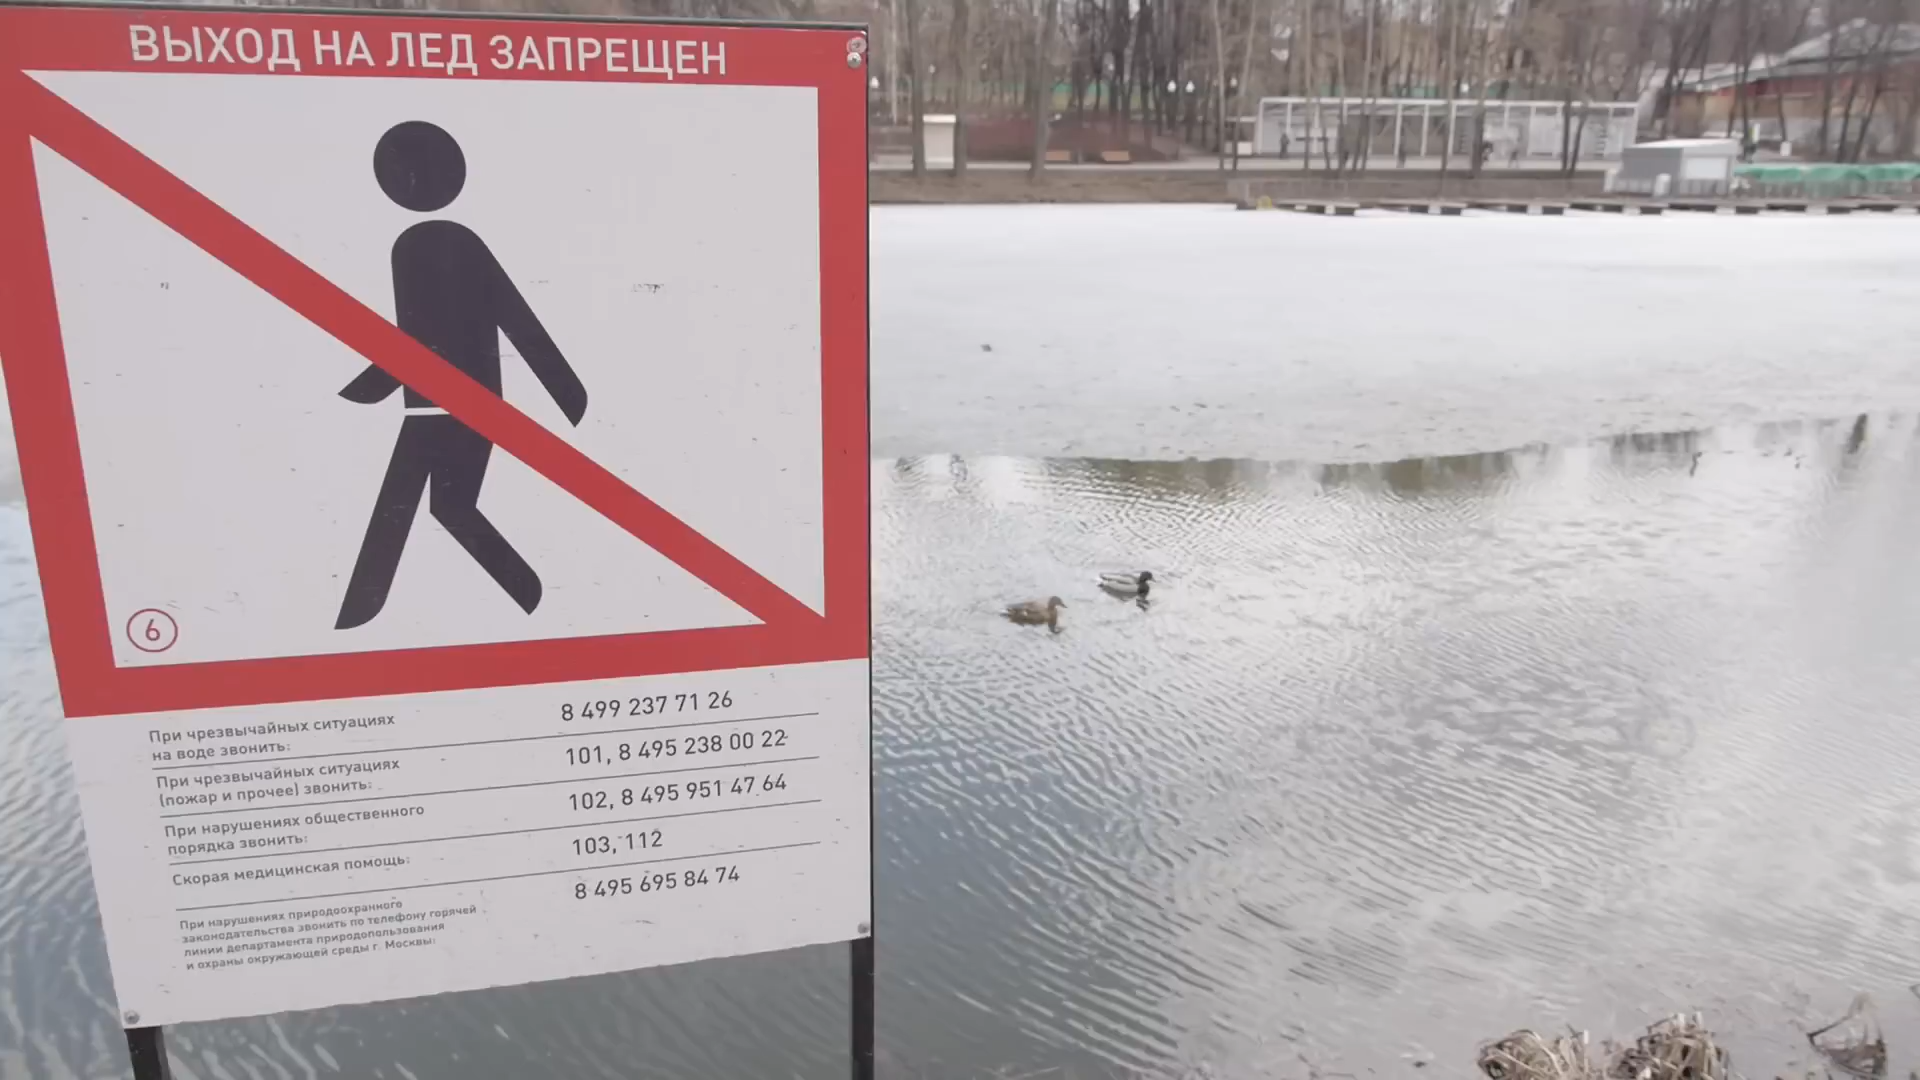 ВЫХОД НА ЛЕД ЗАПРЕЩЕН
6
При чрезвычайных ситуациях
на воде звонить:
8 499 237 71 26
При чрезвычайных ситуациях
(пожар и прочее) звонить:
101, 8 495 238 00 22
При нарушениях общественного
порядка звонить:
102, 8 495 951 47 64
Скорая медицинская помощь:
103, 112
При нарушениях природоохранного
законодательства звонить по телефону горячей
линии департамента природопользования
и охраны окружающей среды г. Москвы:
8 495 695 84 74